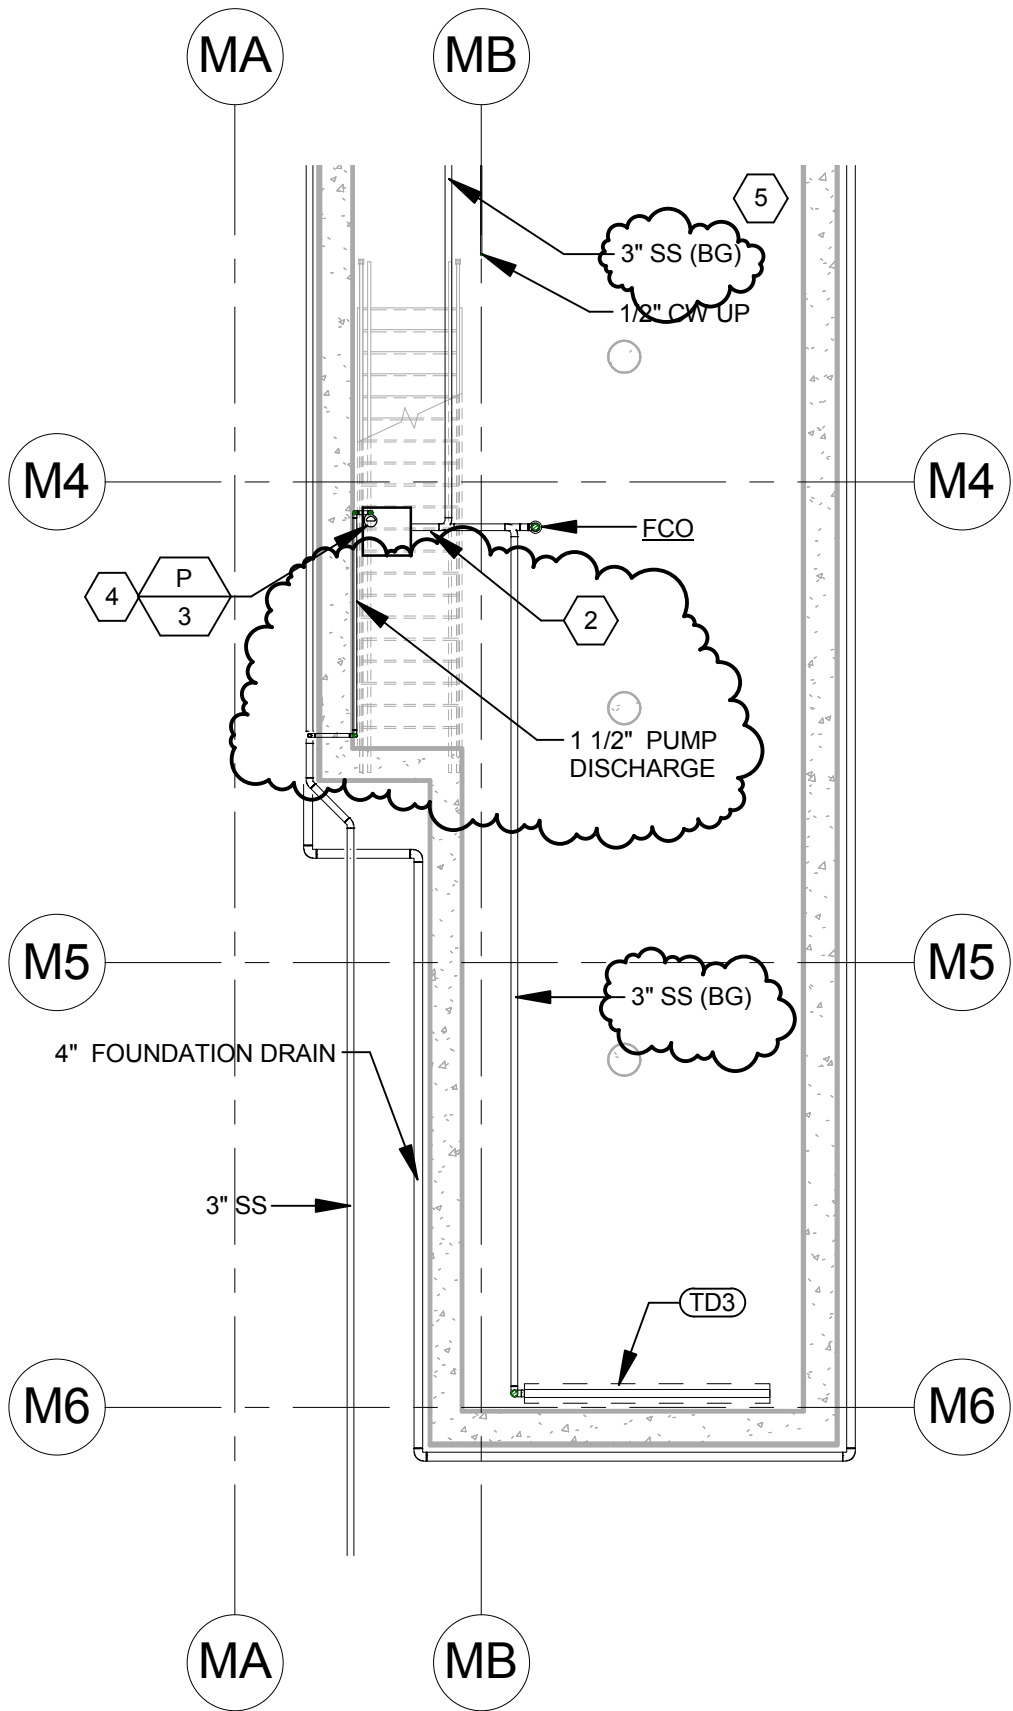 MA
MB
5
3" SS (BG)
1/2" CW UP
M4
M4
FCO
4
P
3
2
1 1/2" PUMP
DISCHARGE
M5
M5
3" SS (BG)
4" FOUNDATION DRAIN
3" SS
TD3
M6
M6
MA
MB